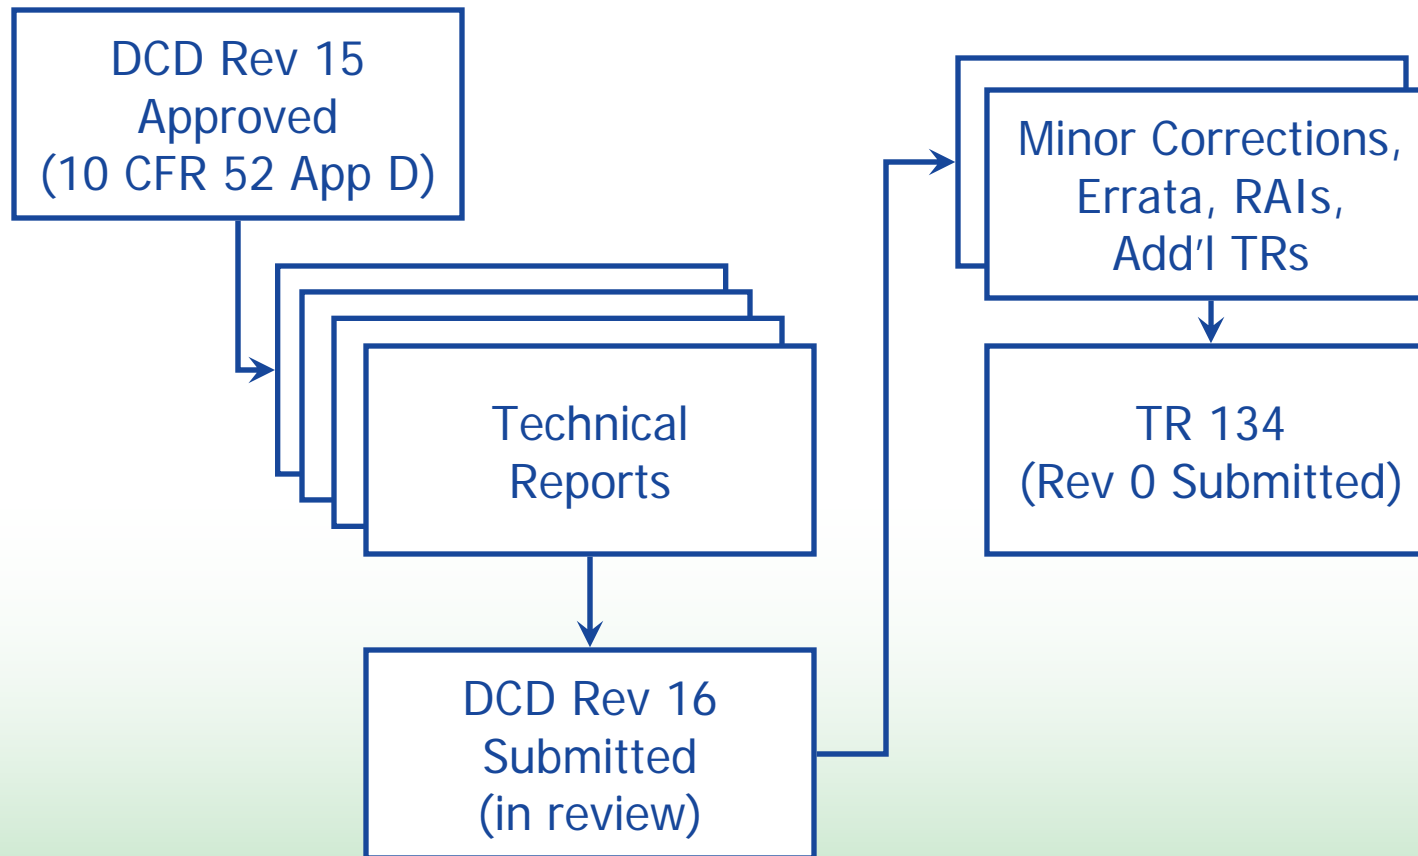 DCD Rev 15
Approved
(10 CFR 52 App D)
Technical
Reports
DCD Rev 16
Submitted
(in review)
Minor Corrections,
Errata, RAIs,
Add'l TRs
TR 134
(Rev 0 Submitted)